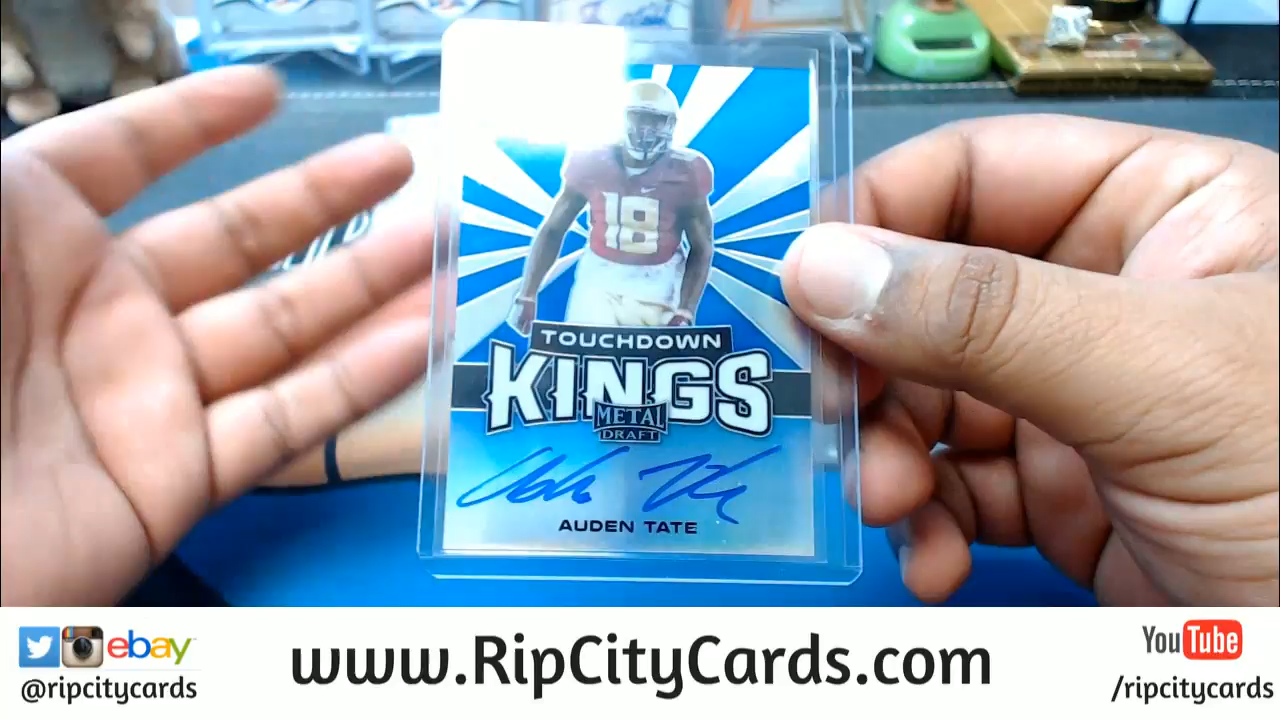 18
TOUCHDOWN
KINGS
METAL
DRAFT
AUDEN TATE
ebay
@ripcitycards
www.RipCityCards.com
YouTube
/ripcitycards